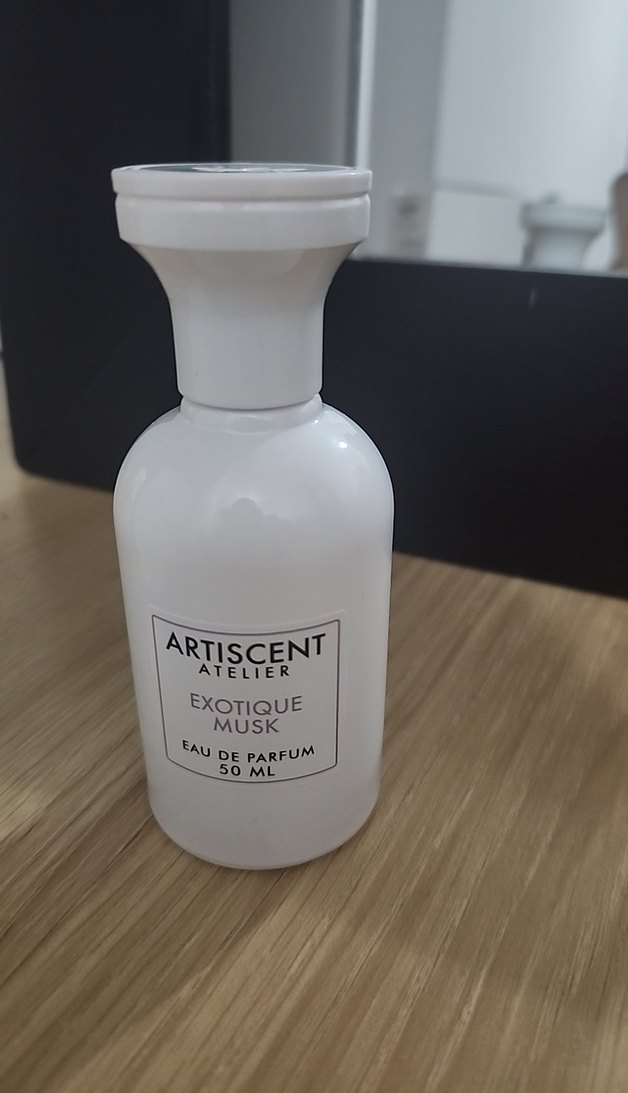 ARTISCENT
ATELIER
EXOTIQUE
MUSK
EAU DE PARFUM
50 ML